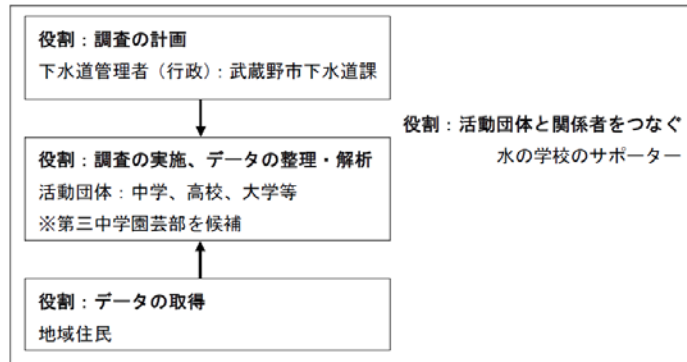 役割：調査の計画
下水道管理者（行政）：武蔵野市下水道課
役割：活動団体と関係者をつなぐ
水の学校のサポーター
役割：調査の実施、データの整理・解析
活動団体：中学、高校、大学等
※第三中学園芸部を候補
役割：データの取得
地域住民